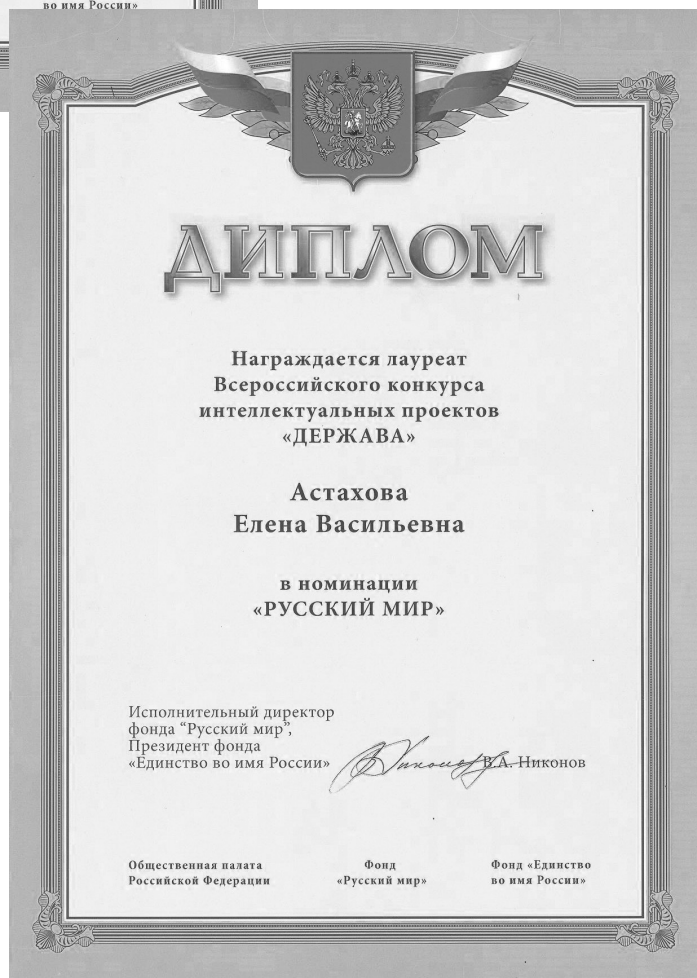 во имя России»
ДИПЛОМ
Награждается лауреат
Всероссийского конкурса
интеллектуальных проектов
«ДЕРЖАВА»
Астахова
Елена Васильевна
в номинации
«РУССКИЙ МИР»
Исполнительный директор
фонда “Русский мир”,
Президент фонда
«Единство во имя России»
В.А. Никонов
Общественная палата
Российской Федерации
Фонд
«Русский мир»
Фонд «Единство
во имя России»